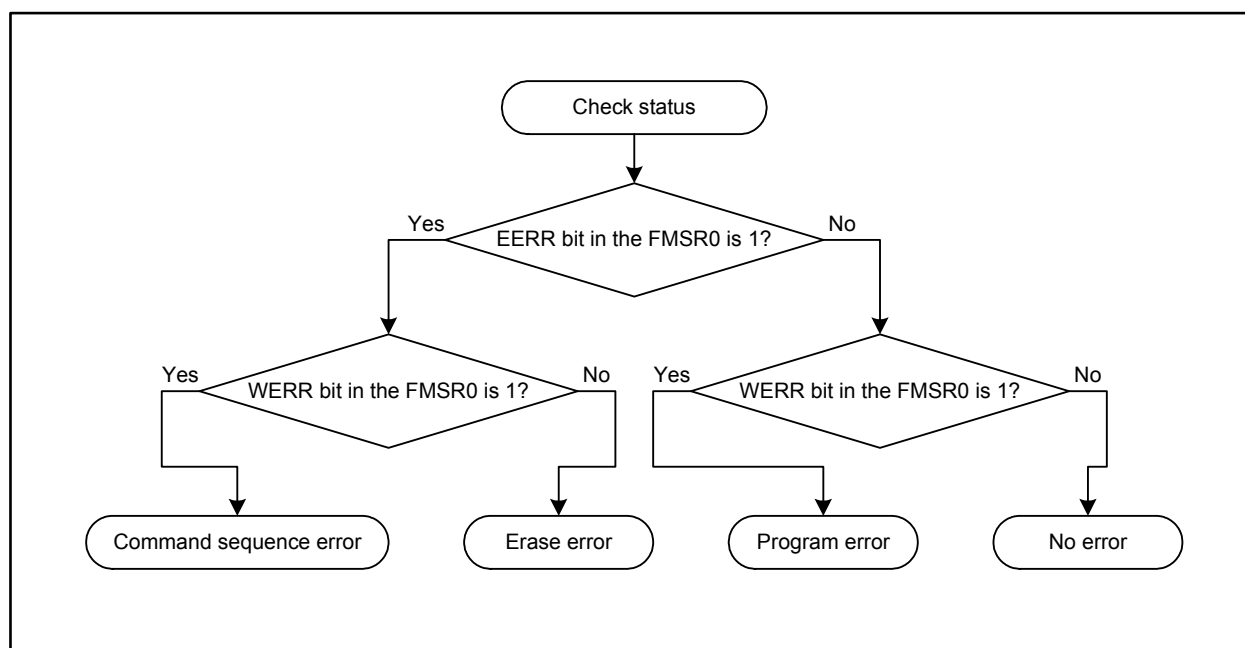 Check status
Yes
No
EERR bit in the FMSR0 is 1?
Yes
No
Yes
No
WERR bit in the FMSR0 is 1?
WERR bit in the FMSR0 is 1?
Command sequence error
Erase error
Program error
No error